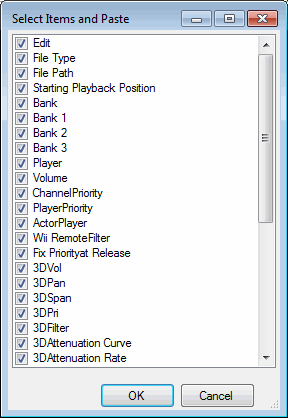 Select Items and Paste
Edit
File Type
File Path
Starting Playback Position
Bank
Bank 1
Bank 2
Bank 3
Player
Volume
ChannelPriority
PlayerPriority
ActorPlayer
Wii RemoteFilter
Fix Priorityat Release
3DVol
3DPan
3DSpan
3DPri
3DFilter
3DAttenuation Curve
3DAttenuation Rate
OK
Cancel